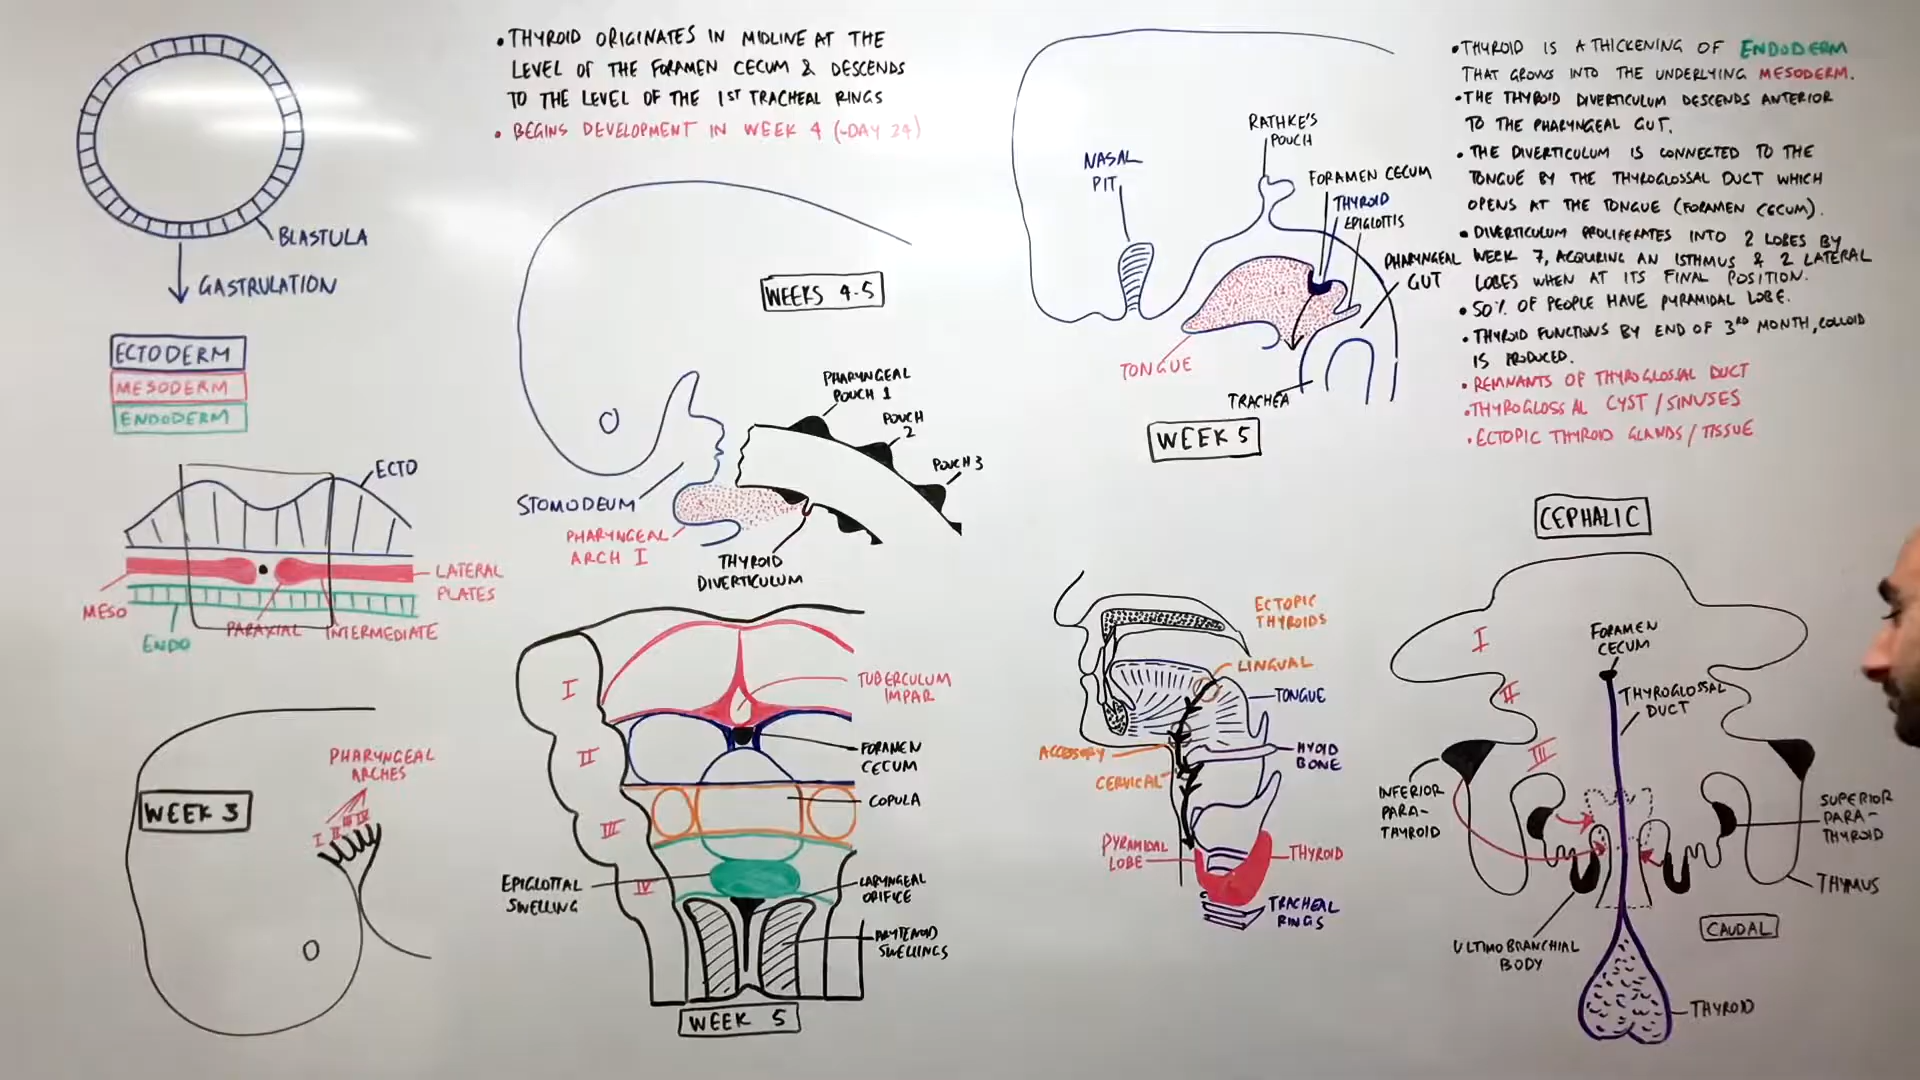 • THYROID ORIGINATES IN MIDLINE AT THE
LEVEL OF THE FORAMEN CECUM & DESCENDS
TO THE LEVEL OF THE 1ST TRACHEAL RINGS
• BEGINS DEVELOPMENT IN WEEK 4 (~DAY 24)
BLASTULA
GASTRULATION
ECTODERM
MESODERM
ENDODERM
ECTO
LATERAL
PLATES
MESO
ENDO
PARAXIAL
INTERMEDIATE
WEEK 3
PHARYNGEAL
ARCHES
I II III IV
WEEKS 4-5
PHARYNGEAL
POUCH 1
POUCH
2
POUCH 3
STOMODEUM
PHARYNGEAL
ARCH I
THYROID
DIVERTICULUM
I
II
III
IV
TUBERCULUM
IMPAR
FORAMEN
CECUM
COPULA
EPIGLOTTAL
SWELLING
LARYNGEAL
ORIFICE
ARYTENOID
SWELLINGS
WEEK 5
NASAL
PIT
RATHKE'S
POUCH
FORAMEN CECUM
THYROID
EPIGLOTTIS
PHARYNGEAL
GUT
TONGUE
TRACHEA
WEEK 5
• THYROID IS A THICKENING OF ENDODERM
THAT GROWS INTO THE UNDERLYING MESODERM.
• THE THYROID DIVERTICULUM DESCENDS ANTERIOR
TO THE PHARYNGEAL GUT.
• THE DIVERTICULUM IS CONNECTED TO THE
TONGUE BY THE THYROGLOSSAL DUCT WHICH
OPENS AT THE TONGUE (FORAMEN CECUM).
• DIVERTICULUM PROLIFERATES INTO 2 LOBES BY
WEEK 7, ACQUIRING AN ISTHMUS & 2 LATERAL
LOBES WHEN AT ITS FINAL POSITION.
• 50% OF PEOPLE HAVE PYRAMIDAL LOBE.
• THYROID FUNCTIONS BY END OF 3RD MONTH, COLLOID
IS PRODUCED.
• REMNANTS OF THYROGLOSSAL DUCT
• THYROGLOSSAL CYST / SINUSES
• ECTOPIC THYROID GLANDS / TISSUE
ECTOPIC
THYROIDS
LINGUAL
TONGUE
ACCESSORY
CERVICAL
HYOID
BONE
PYRAMIDAL
LOBE
THYROID
TRACHEAL
RINGS
CEPHALIC
I
II
III
FORAMEN
CECUM
THYROGLOSSAL
DUCT
INFERIOR
PARA-
THYROID
SUPERIOR
PARA-
THYROID
THYMUS
ULTIMOBRANCHIAL
BODY
CAUDAL
THYROID